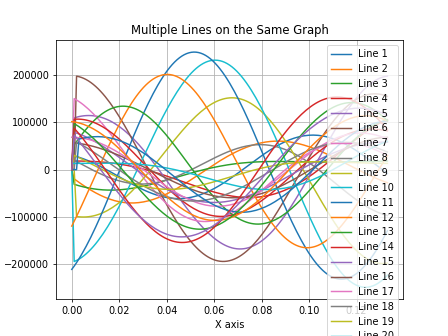 Multiple Lines on the Same Graph
200000
100000
0
−100000
−200000
0.00
0.02
0.04
0.06
0.08
0.10
X axis
Line 1
Line 2
Line 3
Line 4
Line 5
Line 6
Line 7
Line 8
Line 9
Line 10
Line 11
Line 12
Line 13
Line 14
Line 15
Line 16
Line 17
Line 18
Line 19
Line 20